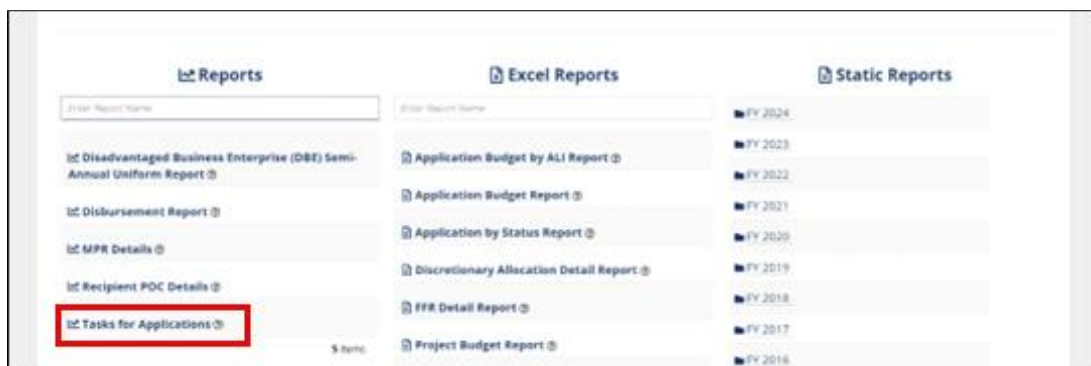 Reports
Enter Report Name
Disadvantaged Business Enterprise (DBE) Semi-
Annual Uniform Report
Disbursement Report
MPR Details
Recipient POC Details
Tasks for Applications
5 items
Excel Reports
Enter Report Name
Application Budget by ALI Report
Application Budget Report
Application by Status Report
Discretionary Allocation Detail Report
FFR Detail Report
Project Budget Report
Static Reports
FY 2024
FY 2023
FY 2022
FY 2021
FY 2020
FY 2019
FY 2018
FY 2017
FY 2016